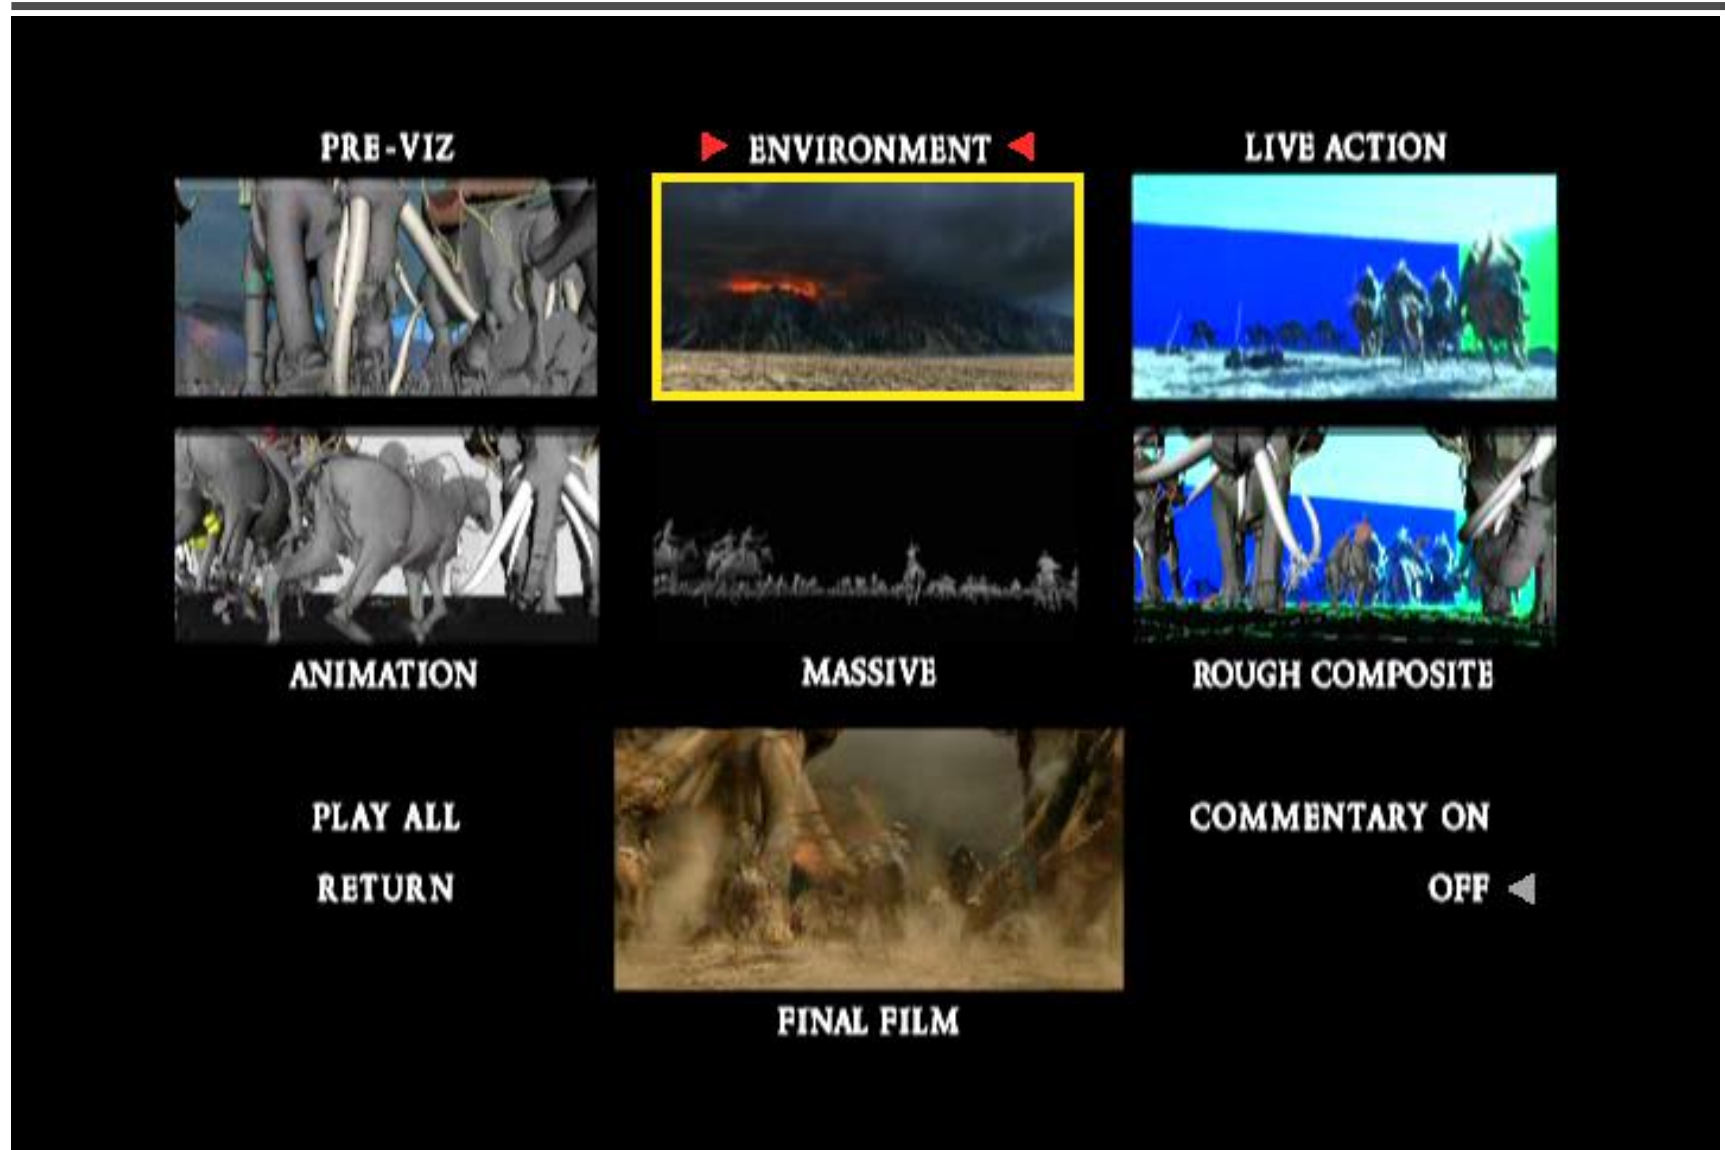 PRE-VIZ
ENVIRONMENT
LIVE ACTION
ANIMATION
MASSIVE
ROUGH COMPOSITE
PLAY ALL
RETURN
COMMENTARY ON
OFF
FINAL FILM